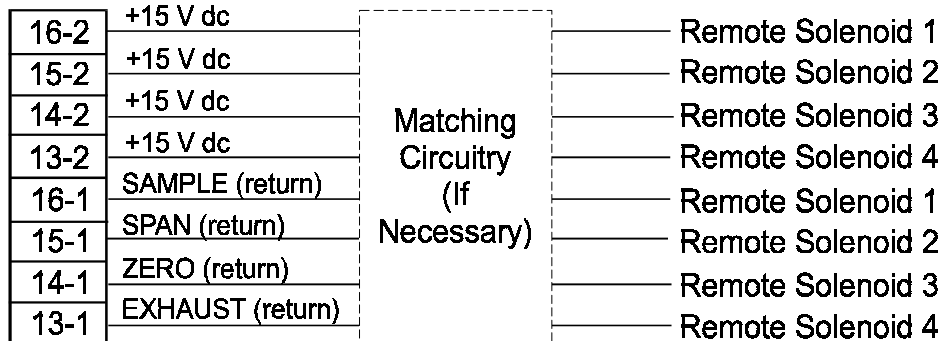 16-2 +15 V dc Remote Solenoid 1
15-2 +15 V dc Remote Solenoid 2
14-2 +15 V dc Remote Solenoid 3
13-2 +15 V dc Remote Solenoid 4
16-1 SAMPLE (return) Remote Solenoid 1
15-1 SPAN (return) Remote Solenoid 2
14-1 ZERO (return) Remote Solenoid 3
13-1 EXHAUST (return) Remote Solenoid 4
Matching
Circuitry
(If
Necessary)